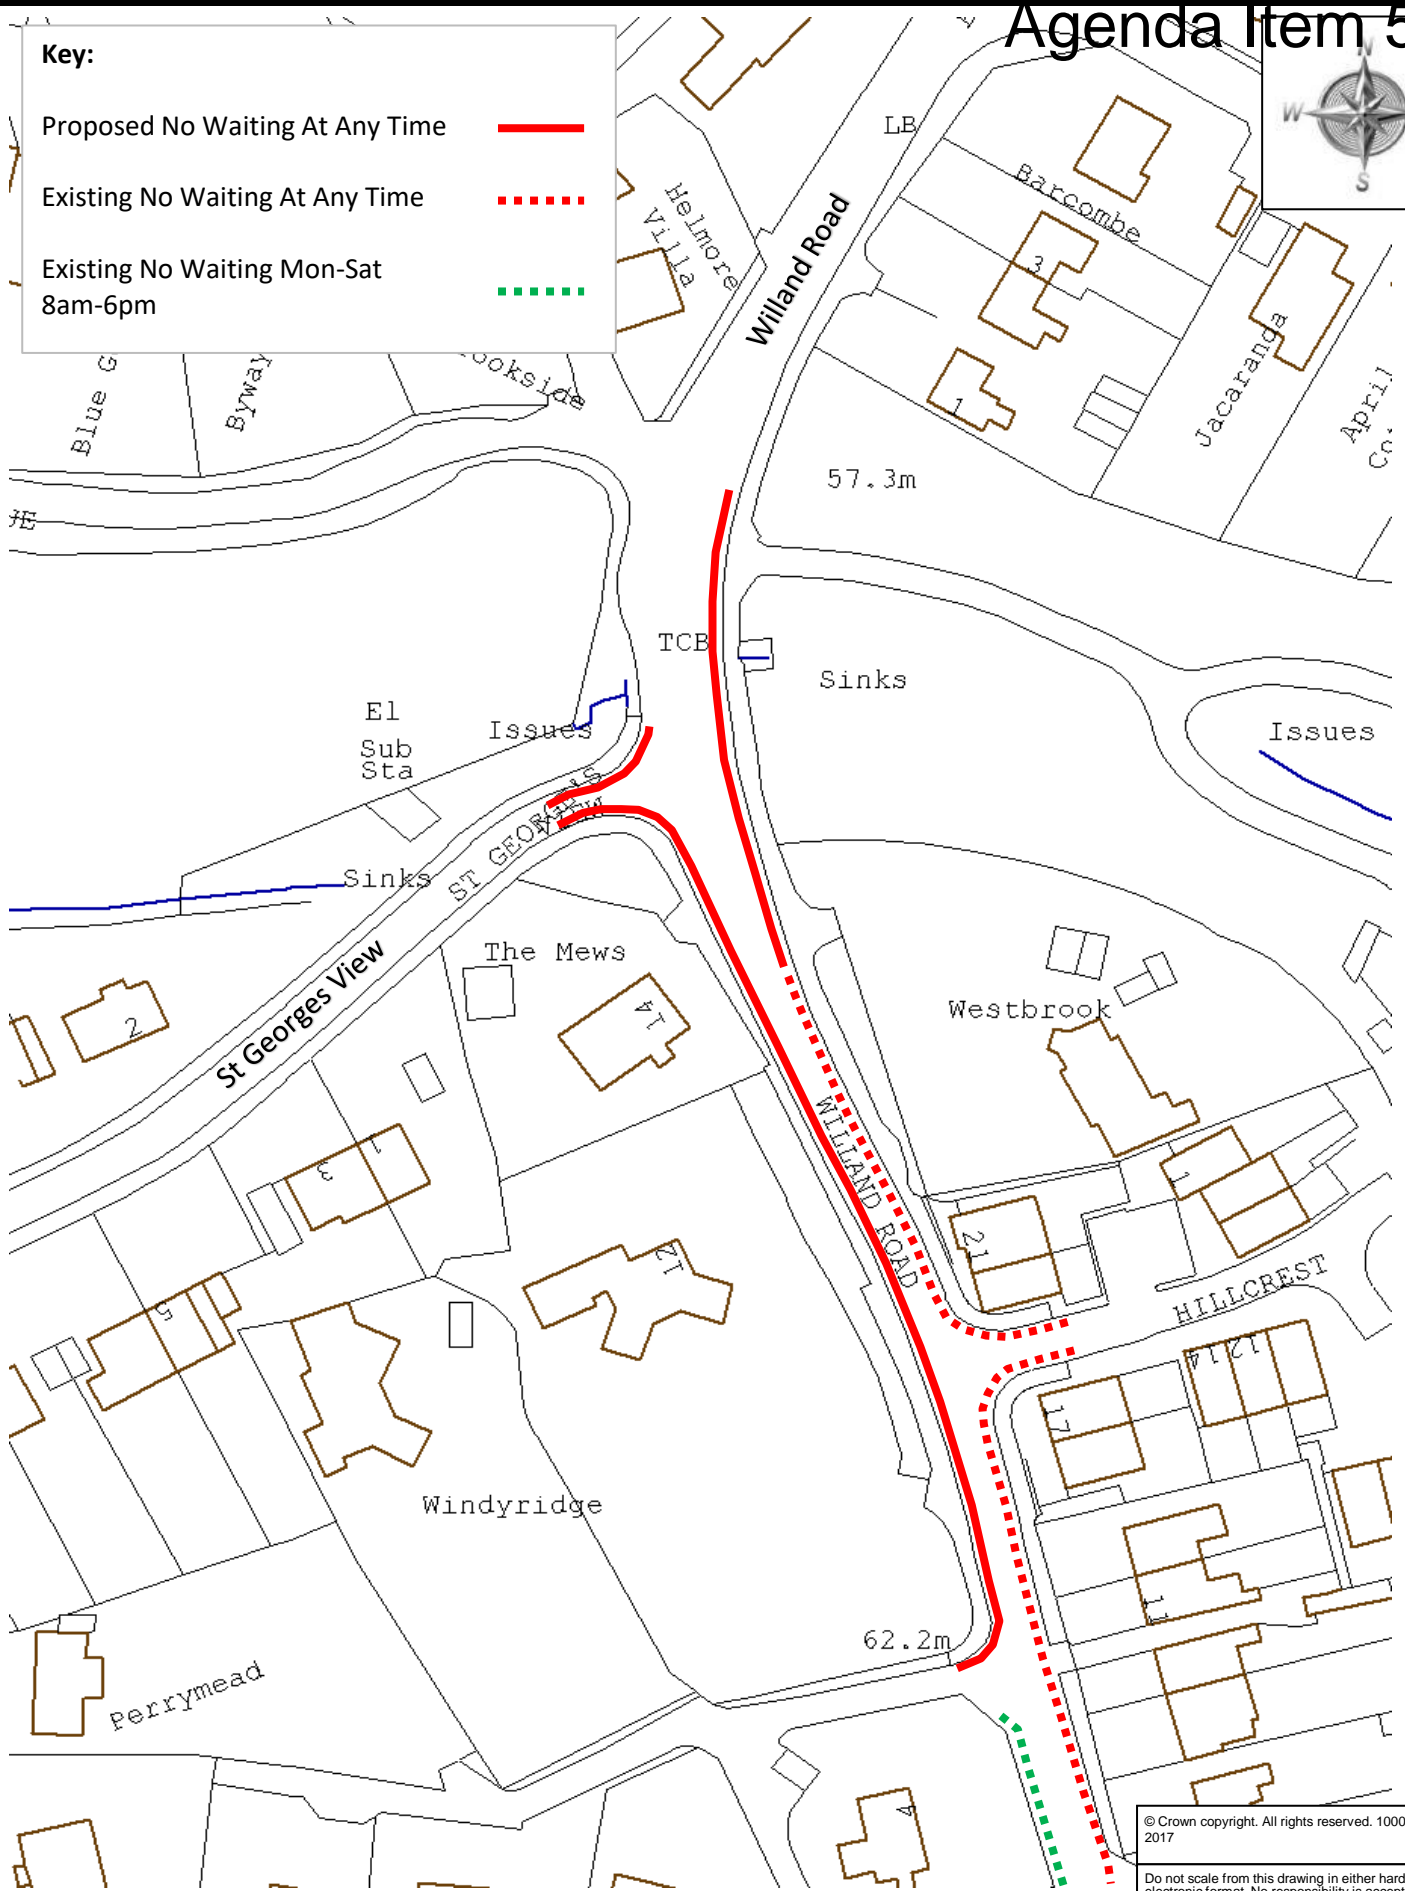 Agenda Item 5
Key:
Proposed No Waiting At Any Time
Existing No Waiting At Any Time
Existing No Waiting Mon-Sat
8am-6pm
N
W
S
LB
Helmore
Villa
Willand Road
Barcombe
3
1
Jacaranda
April
Blue G
Byway
57.3m
TCB
Sinks
El
Sub
Sta
Issues
Issues
ST GEORGE'S
VIEW
Sinks
St Georges View
The Mews
14
2
Westbrook
WILLAND ROAD
1
3
1
21
12
HILLCREST
5
14
12
17
Windyridge
11
62.2m
Perrymead
4
© Crown copyright. All rights reserved. 1000
2017
Do not scale from this drawing in either hard